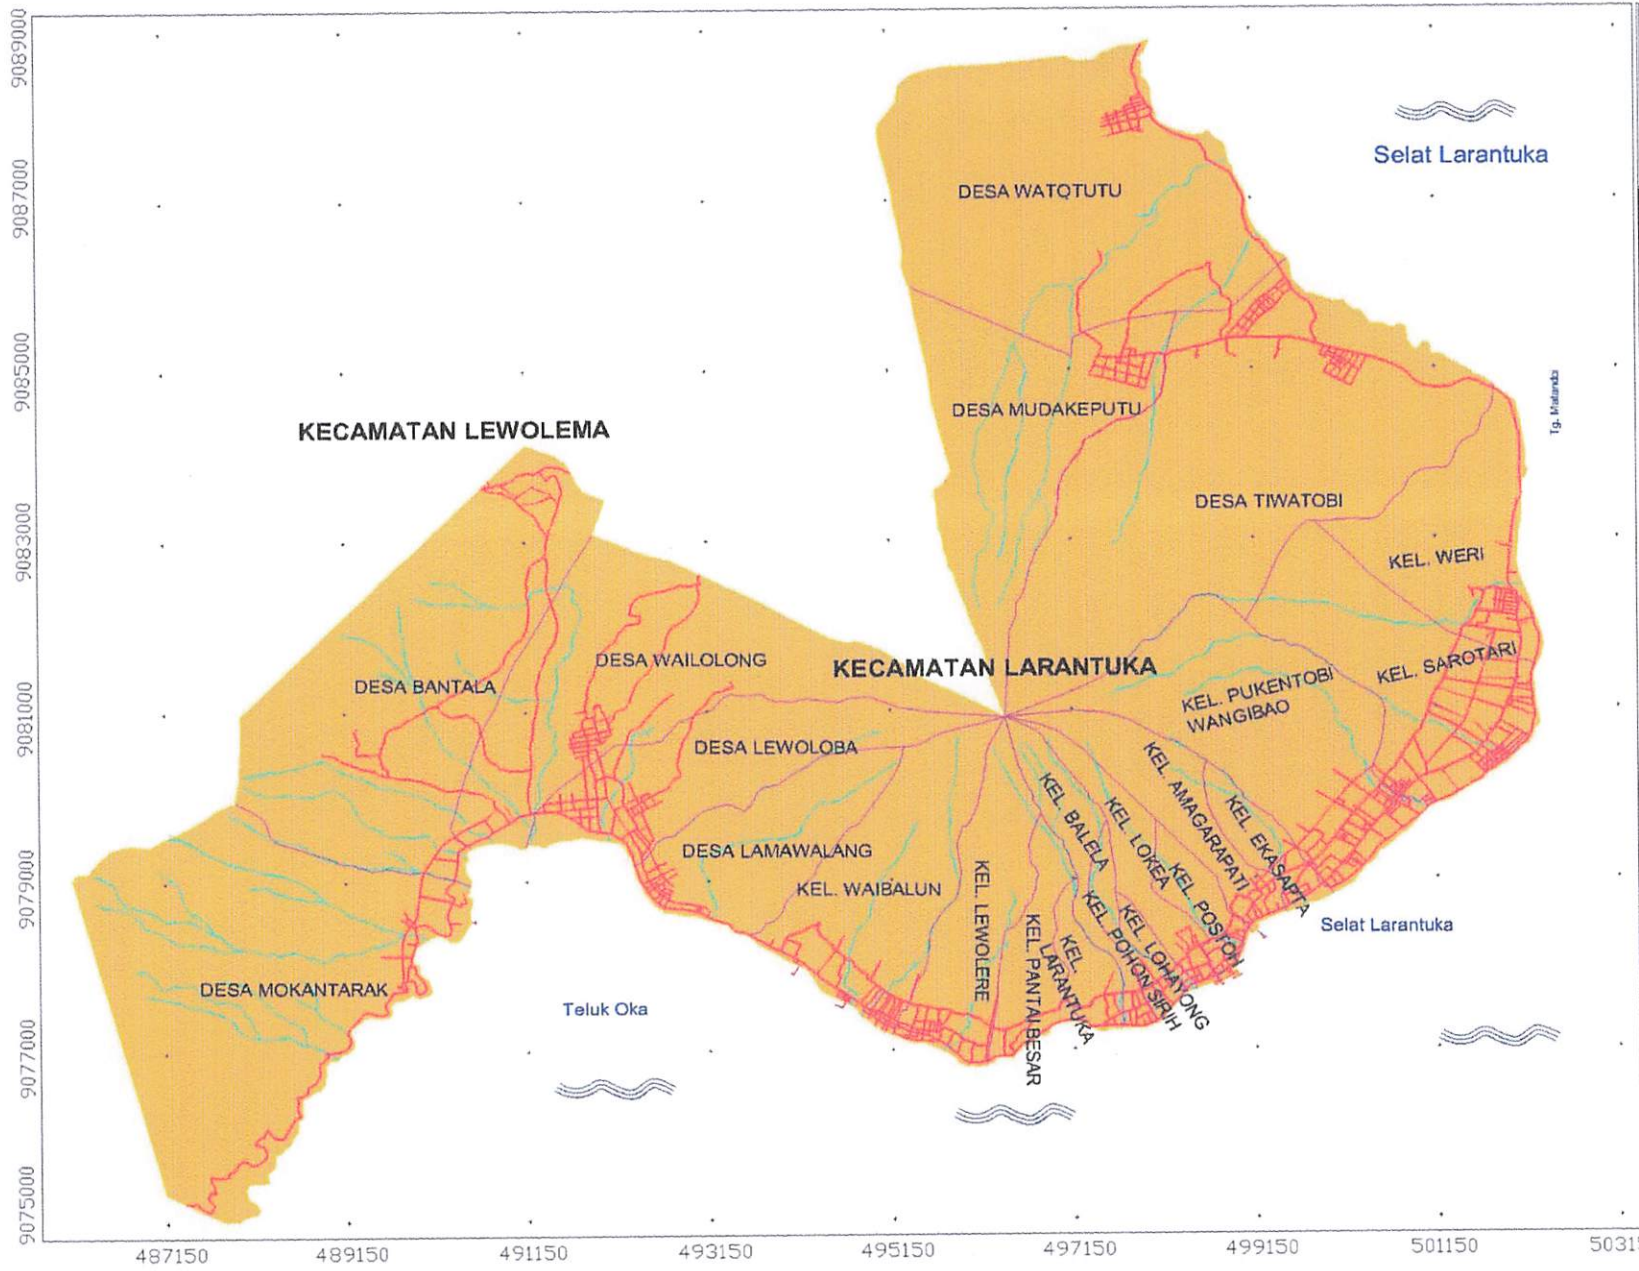 9089000
Selat Larantuka
DESA WATOTUTU
9087000
9085000
DESA MUDAKEPUTU
Tg. Matandoi
KECAMATAN LEWOLEMA
DESA TIWATOBI
9083000
KEL. WERI
DESA WAILOLONG
KECAMATAN LARANTUKA
KEL. SAROTARI
DESA BANTALA
KEL. PUKENTOBI
WANGIBAO
9081000
DESA LEWOLOBA
KEL. BALELA
KEL. LOKEA
KEL. AMAGARAPATI
KEL. EKASAPTA
DESA LAMAWALANG
KEL. WAIBALUN
KEL. LEWOLERE
KEL. POSTOH
9079000
KEL. PANTAI BESAR
KEL.
LARANTUKA
KEL. POHON SIRIH
KEL. LOHAYONG
Selat Larantuka
DESA MOKANTARAK
Teluk Oka
9077000
9075000
487150
489150
491150
493150
495150
497150
499150
501150
5031